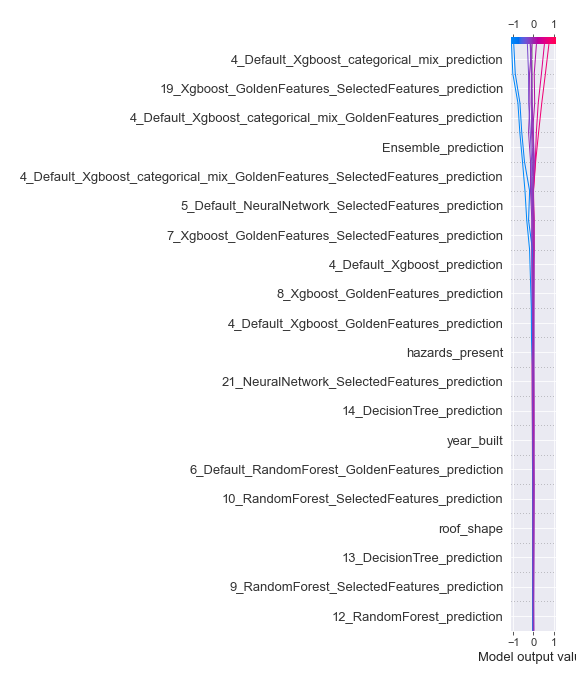 −1 0 1
4_Default_Xgboost_categorical_mix_prediction
19_Xgboost_GoldenFeatures_SelectedFeatures_prediction
4_Default_Xgboost_categorical_mix_GoldenFeatures_prediction
Ensemble_prediction
4_Default_Xgboost_categorical_mix_GoldenFeatures_SelectedFeatures_prediction
5_Default_NeuralNetwork_SelectedFeatures_prediction
7_Xgboost_GoldenFeatures_SelectedFeatures_prediction
4_Default_Xgboost_prediction
8_Xgboost_GoldenFeatures_prediction
4_Default_Xgboost_GoldenFeatures_prediction
hazards_present
21_NeuralNetwork_SelectedFeatures_prediction
14_DecisionTree_prediction
year_built
6_Default_RandomForest_GoldenFeatures_prediction
10_RandomForest_SelectedFeatures_prediction
roof_shape
13_DecisionTree_prediction
9_RandomForest_SelectedFeatures_prediction
12_RandomForest_prediction
−1 0 1
Model output valu